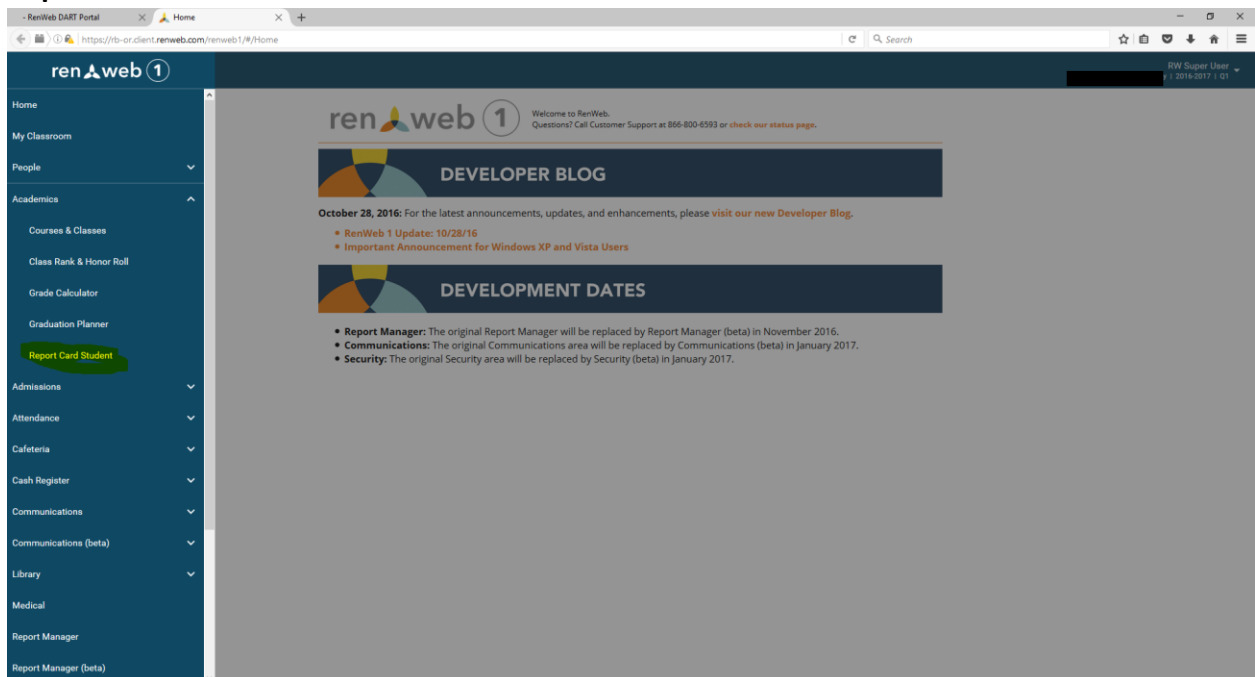 - RenWeb DART Portal
Home
https://rb-or.client.renweb.com/renweb1/#/Home
Search
ren web 1
RW Super User
| 2016-2017 | Q1
Home
My Classroom
People
Academics
Courses & Classes
Class Rank & Honor Roll
Grade Calculator
Graduation Planner
Report Card Student
Admissions
Attendance
Cafeteria
Cash Register
Communications
Communications (beta)
Library
Medical
Report Manager
Report Manager (beta)
ren web 1
Welcome to RenWeb.
Questions? Call Customer Support at 866-800-6593 or check our status page.
DEVELOPER BLOG
October 28, 2016: For the latest announcements, updates, and enhancements, please visit our new Developer Blog.
• RenWeb 1 Update: 10/28/16
• Important Announcement for Windows XP and Vista Users
DEVELOPMENT DATES
• Report Manager: The original Report Manager will be replaced by Report Manager (beta) in November 2016.
• Communications: The original Communications area will be replaced by Communications (beta) in January 2017.
• Security: The original Security area will be replaced by Security (beta) in January 2017.